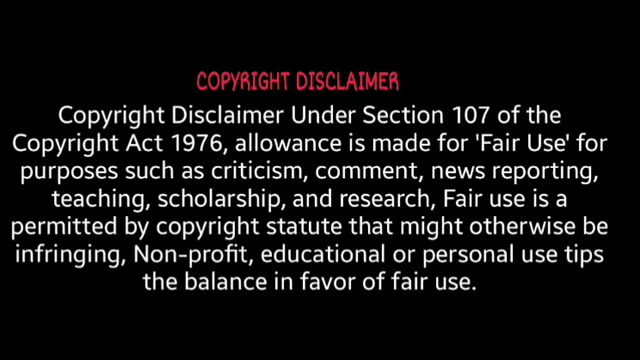 COPYRIGHT DISCLAIMER
Copyright Disclaimer Under Section 107 of the
Copyright Act 1976, allowance is made for 'Fair Use' for
purposes such as criticism, comment, news reporting,
teaching, scholarship, and research, Fair use is a
permitted by copyright statute that might otherwise be
infringing, Non-profit, educational or personal use tips
the balance in favor of fair use.